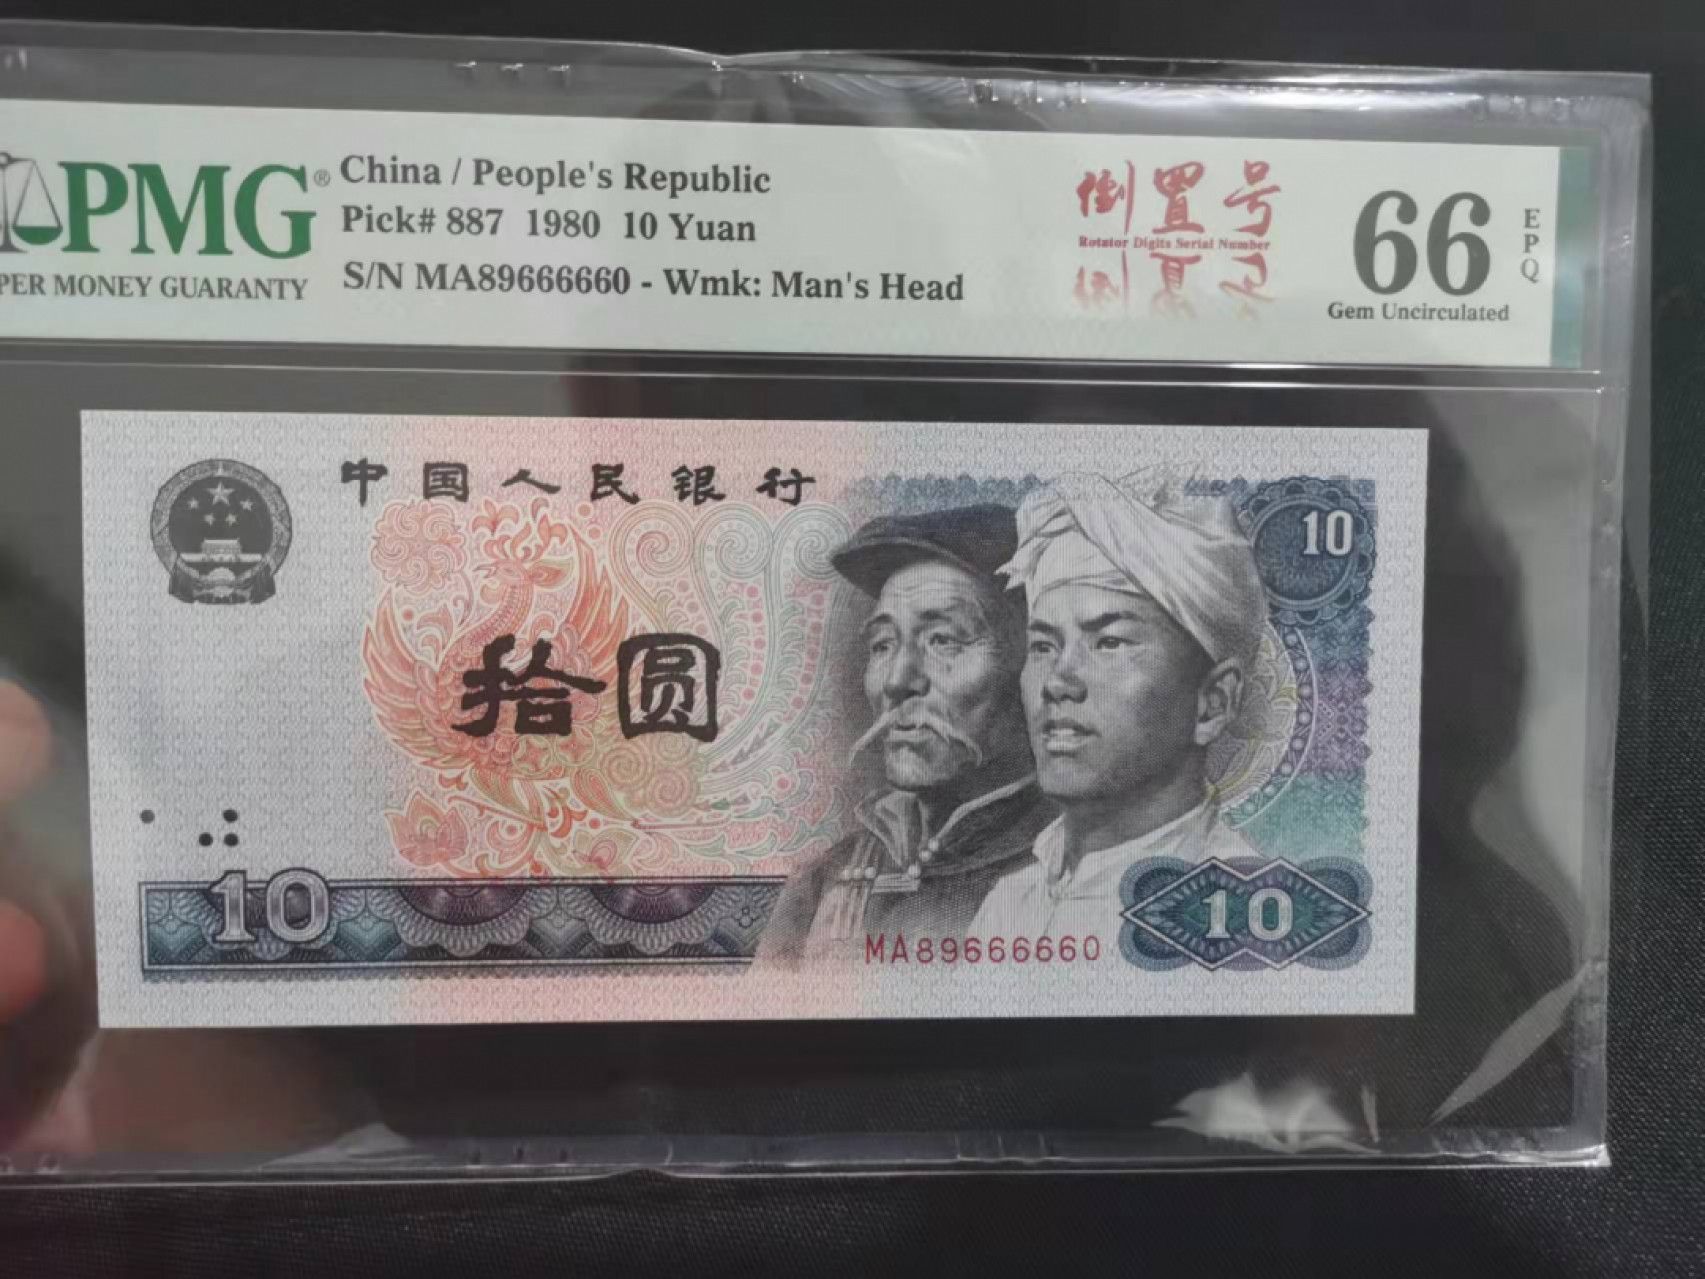 PMG®
PER MONEY GUARANTY
China / People's Republic
Pick# 887 1980 10 Yuan
S/N MA89666660 - Wmk: Man's Head
倒置号
Rotator Digits Serial Number
66
EPQ
Gem Uncirculated
中国人民银行
10
拾圆
10
MA89666660
10